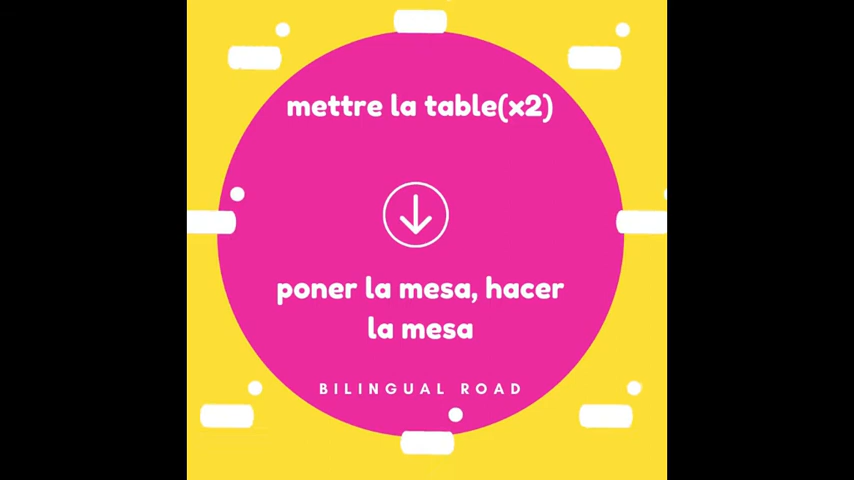 mettre la table(x2)
poner la mesa, hacer
la mesa
BILINGUAL ROAD